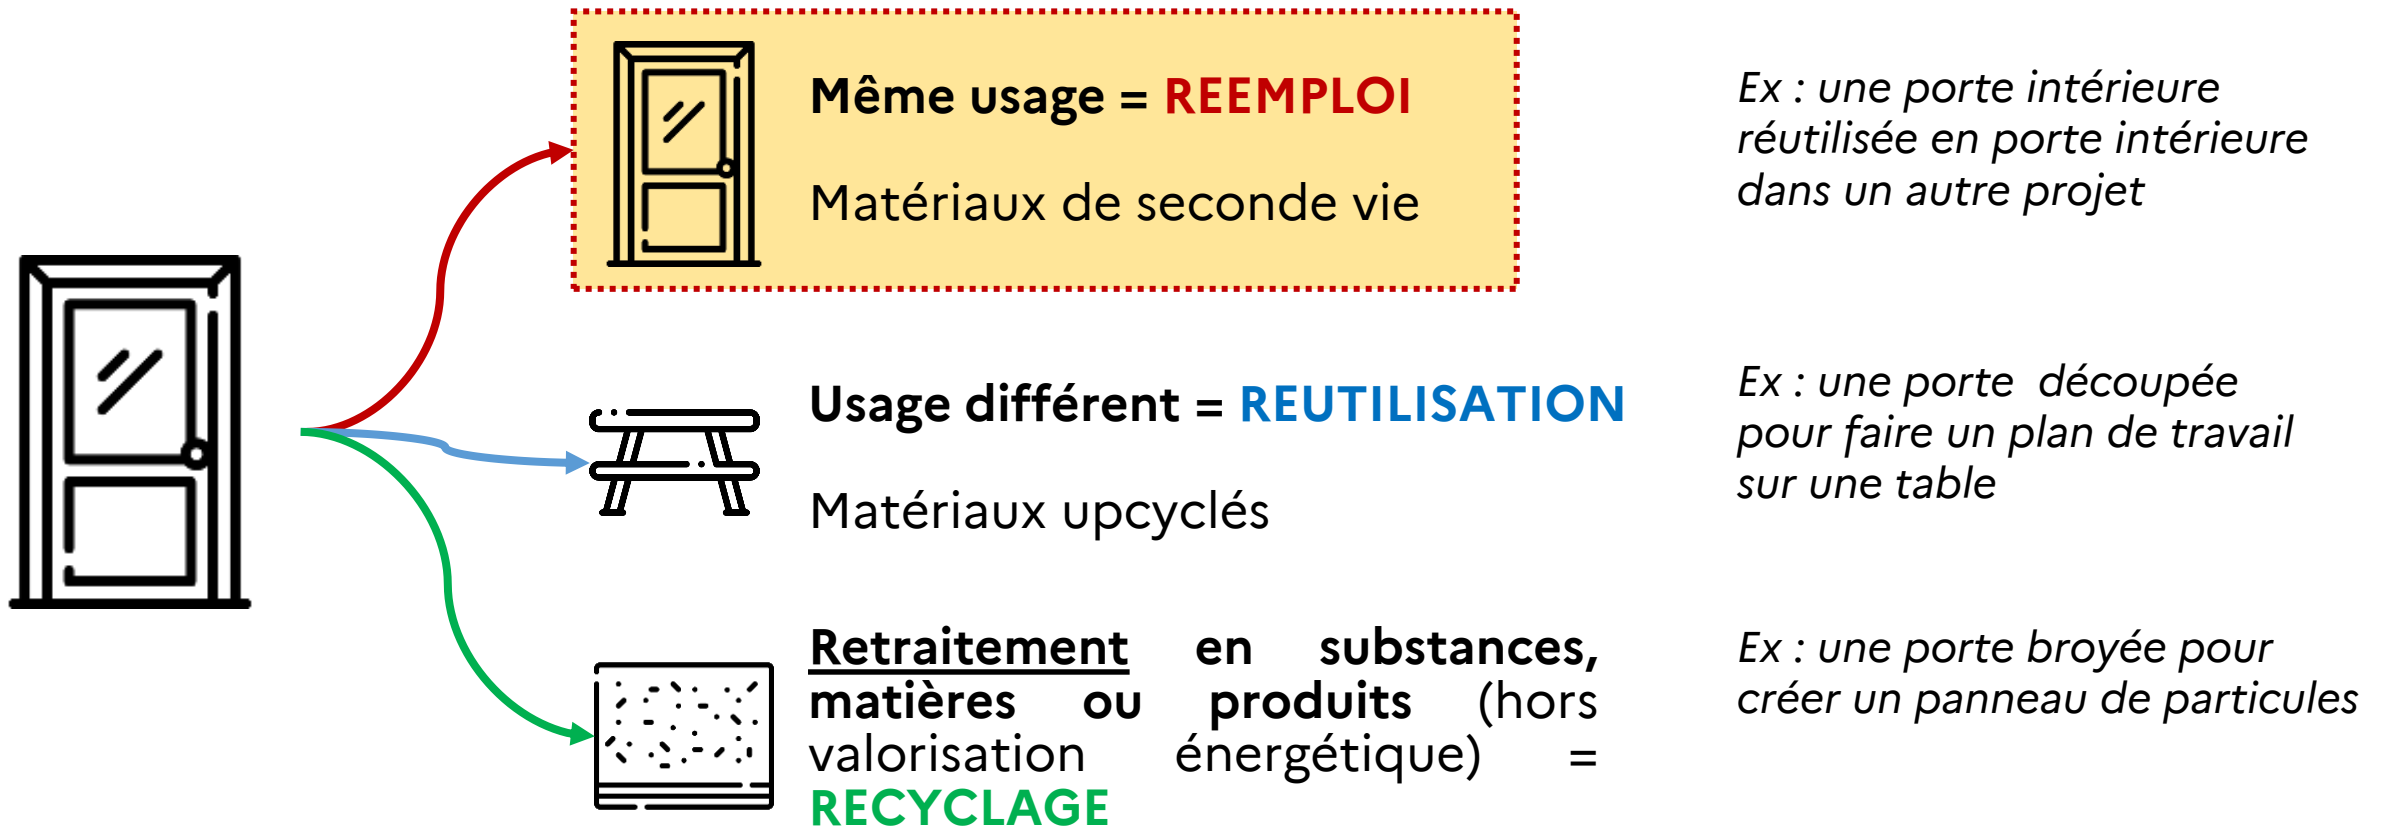 Même usage = REEMPLOI
Matériaux de seconde vie
Ex : une porte intérieure
réutilisée en porte intérieure
dans un autre projet
Usage différent = REUTILISATION
Matériaux upcyclés
Ex : une porte découpée
pour faire un plan de travail
sur une table
Retraitement en substances,
matières ou produits (hors
valorisation énergétique) =
RECYCLAGE
Ex : une porte broyée pour
créer un panneau de particules